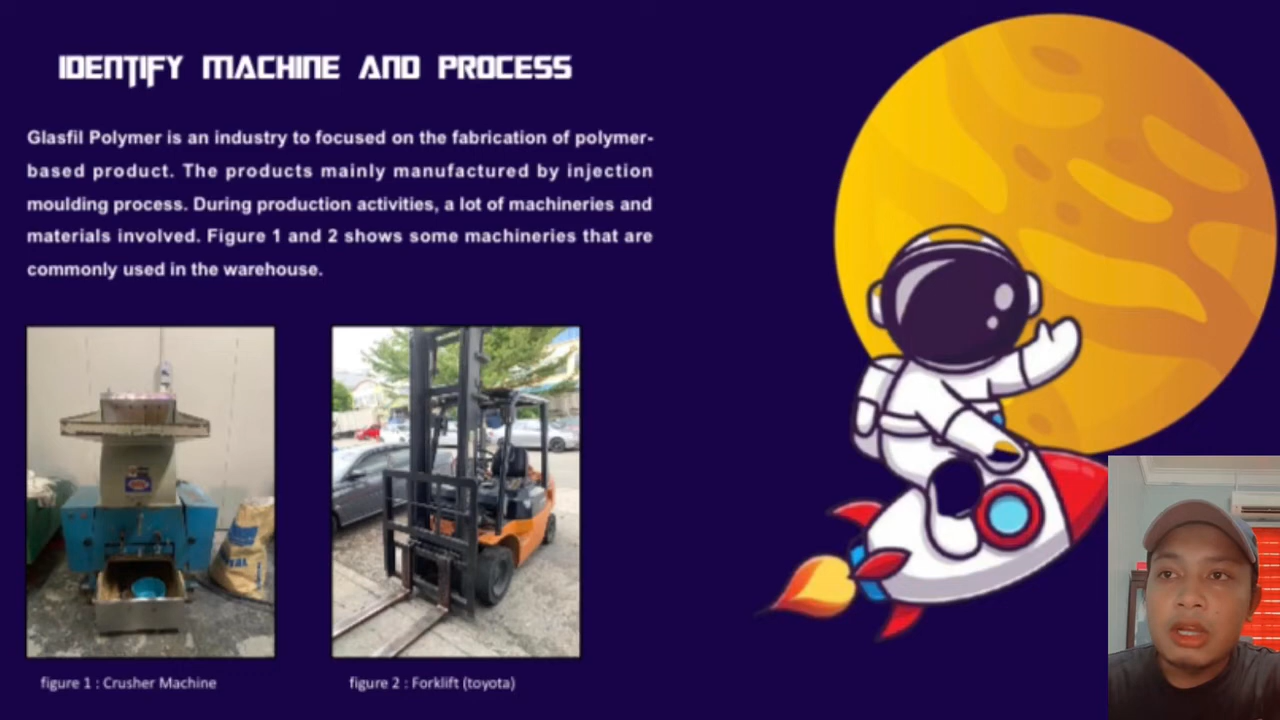 IDENTIFY MACHINE AND PROCESS
Glasfil Polymer is an industry to focused on the fabrication of polymer-
based product. The products mainly manufactured by injection
moulding process. During production activities, a lot of machineries and
materials involved. Figure 1 and 2 shows some machineries that are
commonly used in the warehouse.
figure 1 : Crusher Machine
figure 2 : Forklift (toyota)